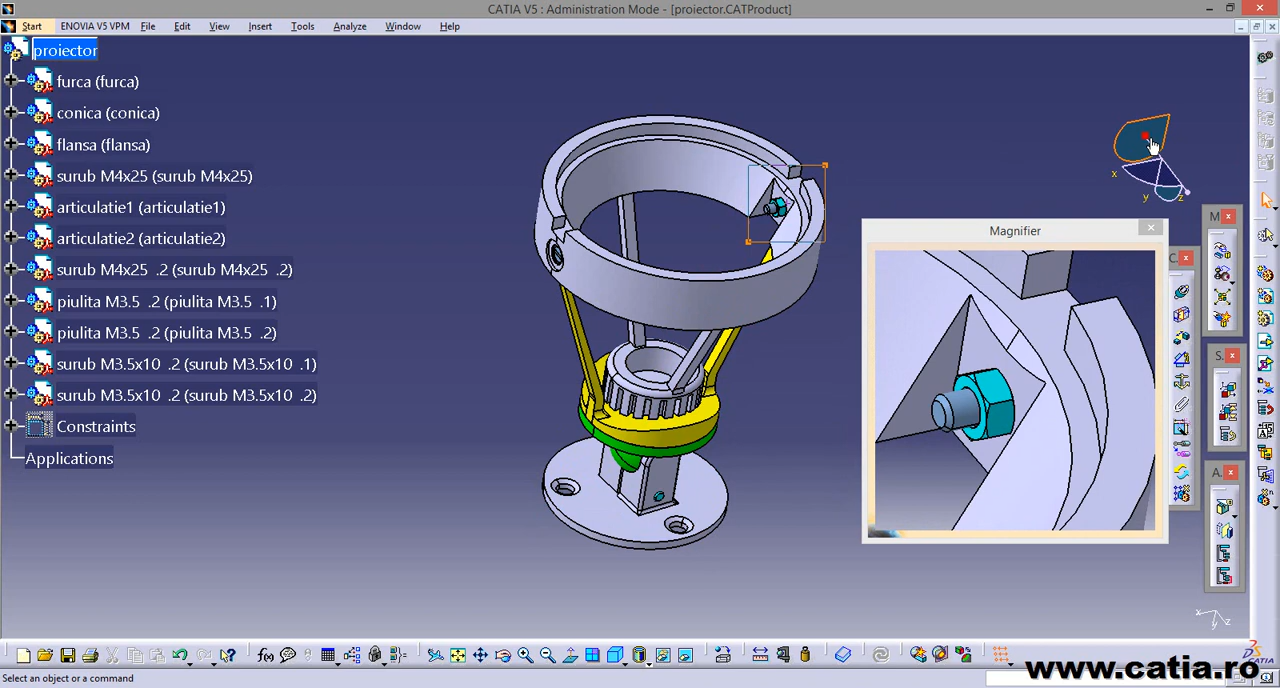 CATIA V5 : Administration Mode - [proiector.CATProduct]
Start ENOVIA V5 VPM File Edit Insert View Tools Analyze Window Help
proiector
furca (furca)
conica (conica)
flansa (flansa)
surub M4x25 (surub M4x25)
articulatie1 (articulatie1)
articulatie2 (articulatie2)
surub M4x25 .2 (surub M4x25 .2)
piulita M3.5 .2 (piulita M3.5 .1)
piulita M3.5 .2 (piulita M3.5 .2)
surub M3.5x10 .2 (surub M3.5x10 .1)
surub M3.5x10 .2 (surub M3.5x10 .2)
Constraints
Applications
x
y
z
Magnifier
M
C.
S.
A.
x
y
z
f(x)
CATIA
www.catia.ro
Select an object or a command